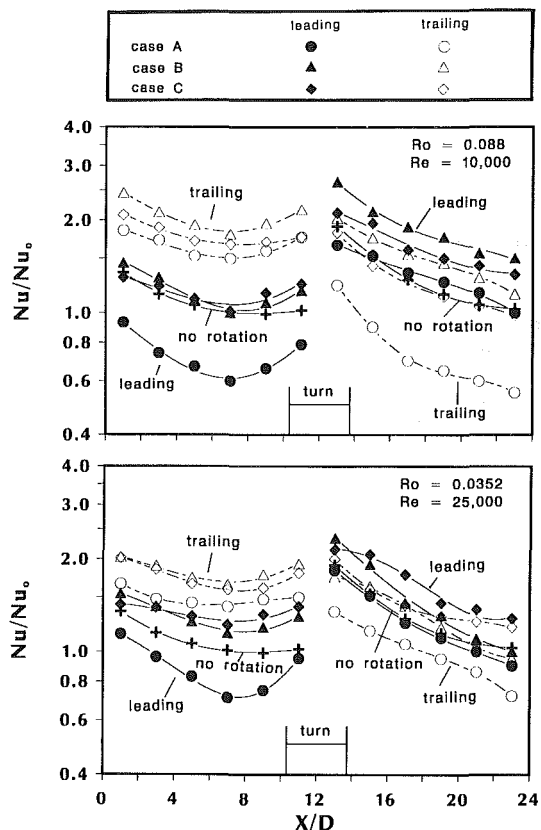 leading trailing
case A
case B
case C
4.0
3.0
2.0
1.0
0.8
0.6
0.4
Nu/Nuo
Ro = 0.088
Re = 10,000
trailing
leading
no rotation
no rotation
leading
turn
trailing
4.0
3.0
2.0
1.0
0.8
0.6
0.4
Nu/Nuo
Ro = 0.0352
Re = 25,000
trailing
leading
no rotation
no rotation
leading
trailing
turn
0 4 8 12 16 20 24
X/D